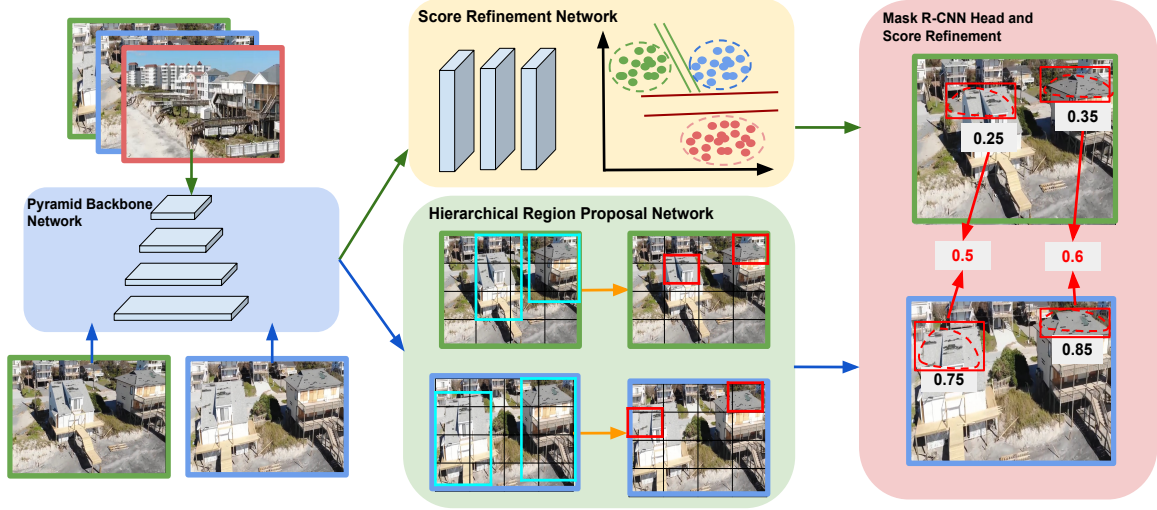 Score Refinement Network
Mask R-CNN Head and
Score Refinement
Pyramid Backbone
Network
Hierarchical Region Proposal Network
0.25
0.35
0.5
0.6
0.75
0.85